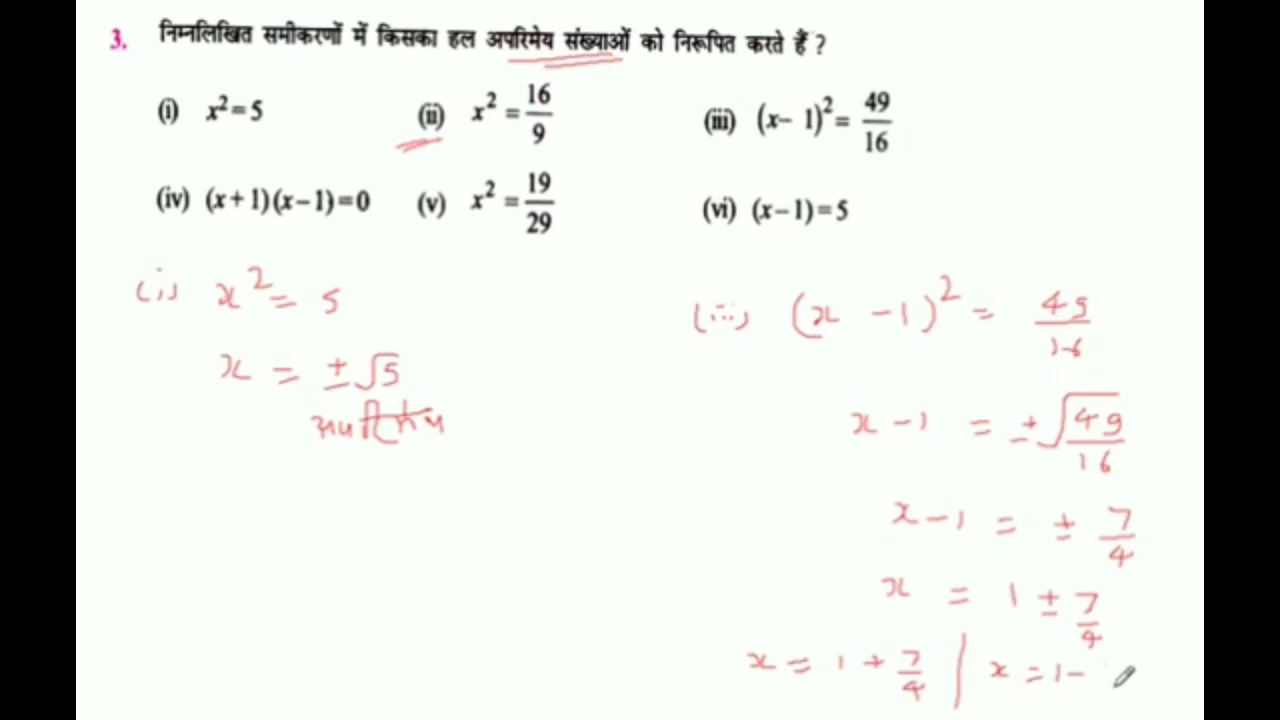 3. निम्नलिखित समीकरणों में किसका हल अपरिमेय संख्याओं को निरूपित करते हैं ?
(i) x² = 5 (ii) x² = 16/9 (iii) (x − 1)² = 49/16
(iv) (x + 1)(x − 1) = 0 (v) x² = 19/29 (vi) (x − 1) = 5
(i) x² = 5
x = ±√5
अपरिमेय
(iii) (x − 1)² = 49/16
x − 1 = ±√49/16
x − 1 = ± 7/4
x = 1 ± 7/4
x = 1 + 7/4 | x = 1 −